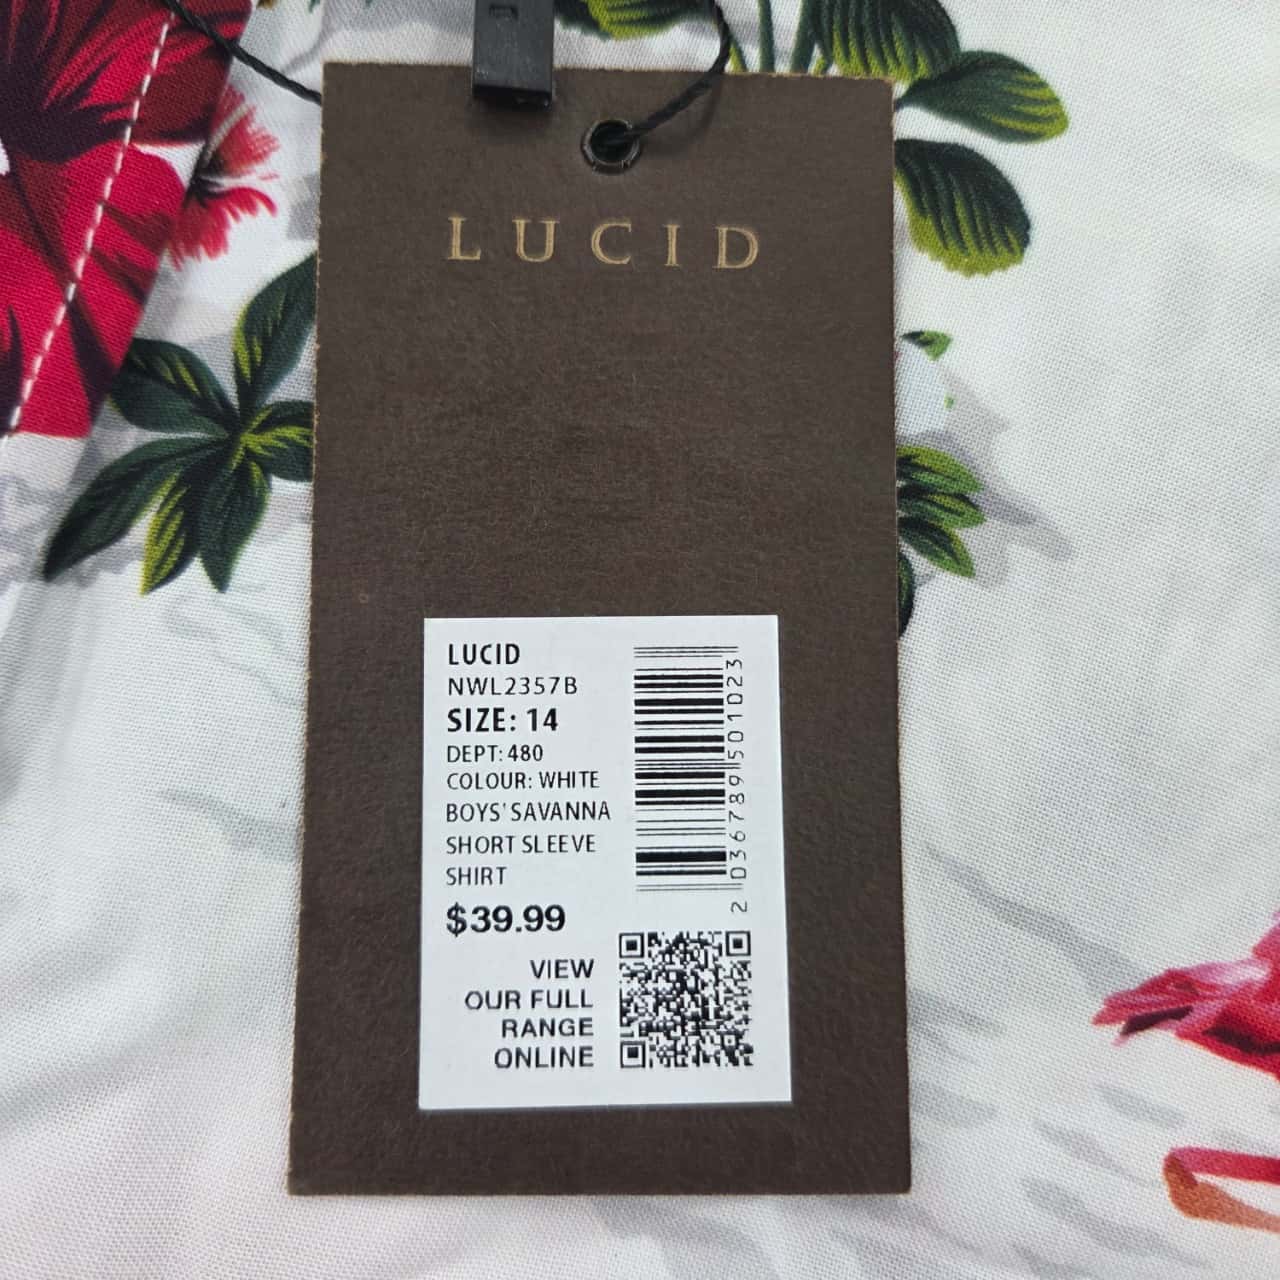 LUCID
LUCID
NWL2357B
SIZE: 14
DEPT: 480
COLOUR: WHITE
BOYS' SAVANNA
SHORT SLEEVE
SHIRT
$39.99
VIEW
OUR FULL
RANGE
ONLINE
2 036789 501023